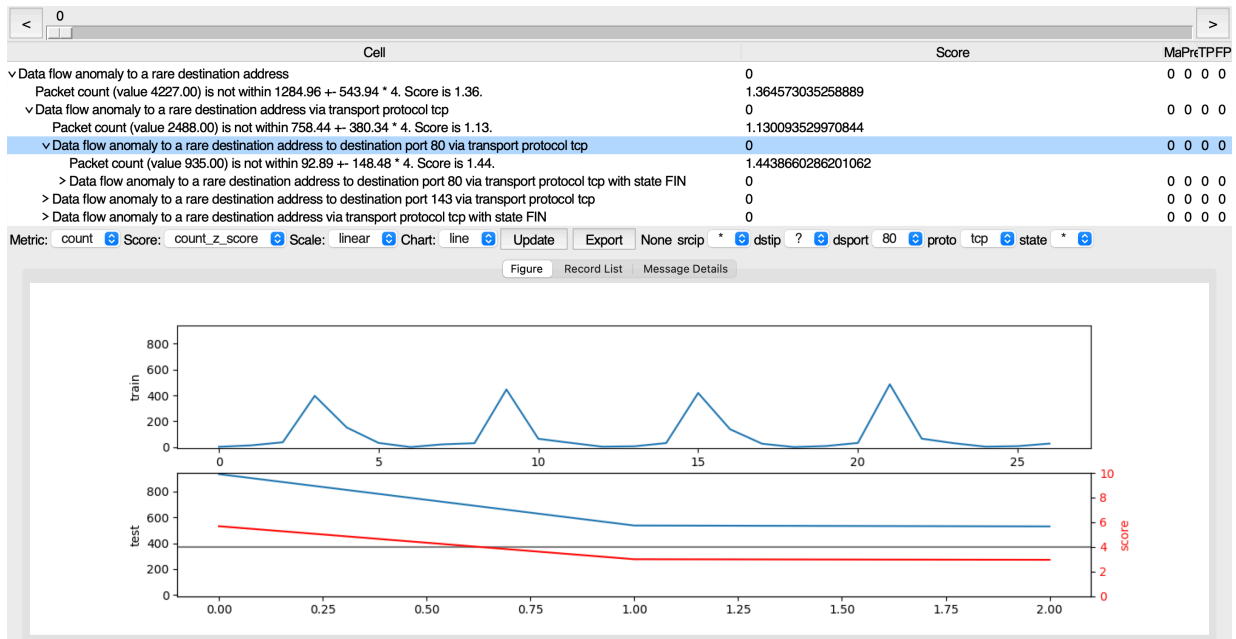 < 0 >
Cell Score Ma Pre TP FP
Data flow anomaly to a rare destination address 0 0 0 0 0
Packet count (value 4227.00) is not within 1284.96 +- 543.94 * 4. Score is 1.36. 1.364573035258889
Data flow anomaly to a rare destination address via transport protocol tcp 0 0 0 0 0
Packet count (value 2488.00) is not within 758.44 +- 380.34 * 4. Score is 1.13. 1.130093529970844
Data flow anomaly to a rare destination address to destination port 80 via transport protocol tcp 0 0 0 0 0
Packet count (value 935.00) is not within 92.89 +- 148.48 * 4. Score is 1.44. 1.4438660286201062
> Data flow anomaly to a rare destination address to destination port 80 via transport protocol tcp with state FIN 0 0 0 0 0
> Data flow anomaly to a rare destination address to destination port 143 via transport protocol tcp 0 0 0 0 0
> Data flow anomaly to a rare destination address via transport protocol tcp with state FIN 0 0 0 0 0
Metric: count Score: count_z_score Scale: linear Chart: line Update Export None srcip * dstip ? dsport 80 proto tcp state *
Figure Record List Message Details
train
800
600
400
200
0
0 5 10 15 20 25
test
800
600
400
200
0
10
8
6
4
2
0
score
0.00 0.25 0.50 0.75 1.00 1.25 1.50 1.75 2.00